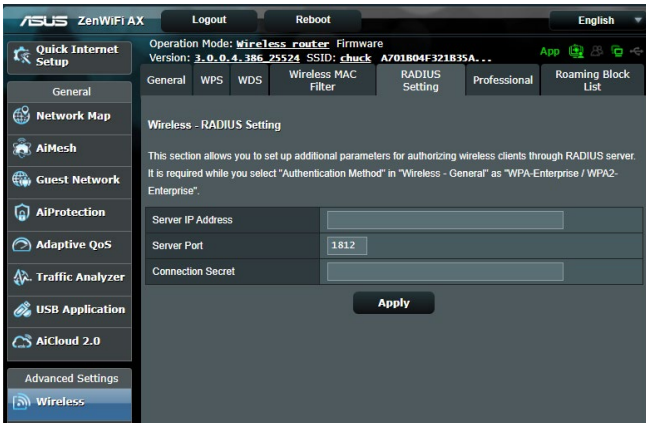 ASUS ZenWiFi AX Logout Reboot English
Quick Internet Setup
Operation Mode: Wireless router Firmware
Version: 3.0.0.4.386_25524 SSID: chuck A701B04F321B35A...
App
General WPS WDS Wireless MAC Filter RADIUS Setting Professional Roaming Block List
General
Network Map
AiMesh
Guest Network
AiProtection
Adaptive QoS
Traffic Analyzer
USB Application
AiCloud 2.0
Advanced Settings
Wireless
Wireless - RADIUS Setting
This section allows you to set up additional parameters for authorizing wireless clients through RADIUS server.
It is required while you select "Authentication Method" in "Wireless - General" as "WPA-Enterprise / WPA2-
Enterprise".
Server IP Address
Server Port 1812
Connection Secret
Apply